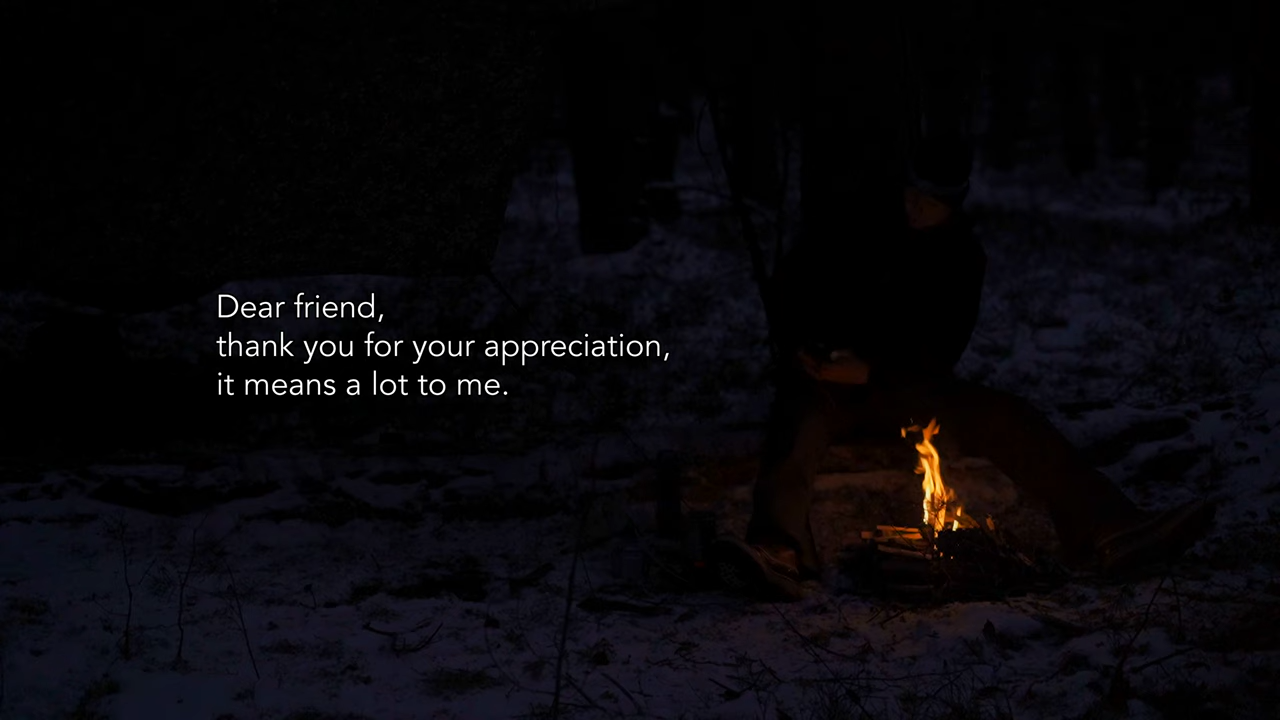 Dear friend,
thank you for your appreciation,
it means a lot to me.